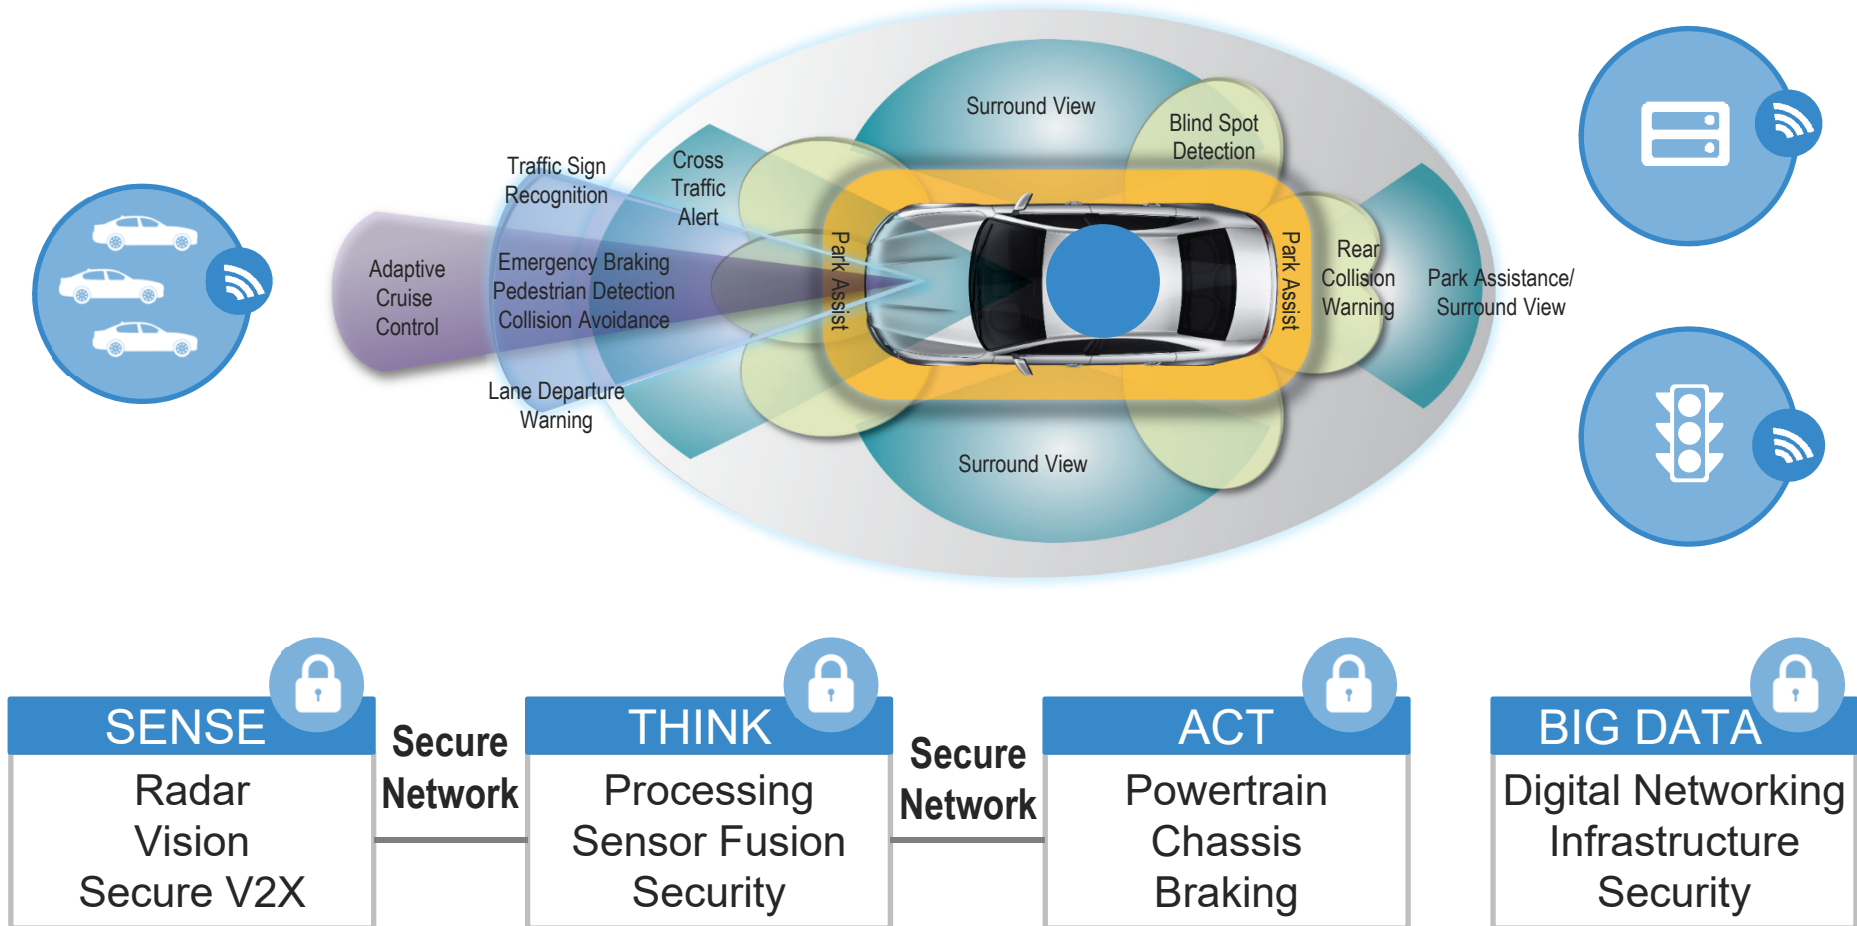 Surround View
Blind Spot
Detection
Traffic Sign
Recognition
Cross
Traffic
Alert
Adaptive
Cruise
Control
Emergency Braking
Pedestrian Detection
Collision Avoidance
Park Assist
Park Assist
Rear
Collision
Warning
Park Assistance/
Surround View
Lane Departure
Warning
Surround View
SENSE
Radar
Vision
Secure V2X
Secure
Network
THINK
Processing
Sensor Fusion
Security
Secure
Network
ACT
Powertrain
Chassis
Braking
BIG DATA
Digital Networking
Infrastructure
Security